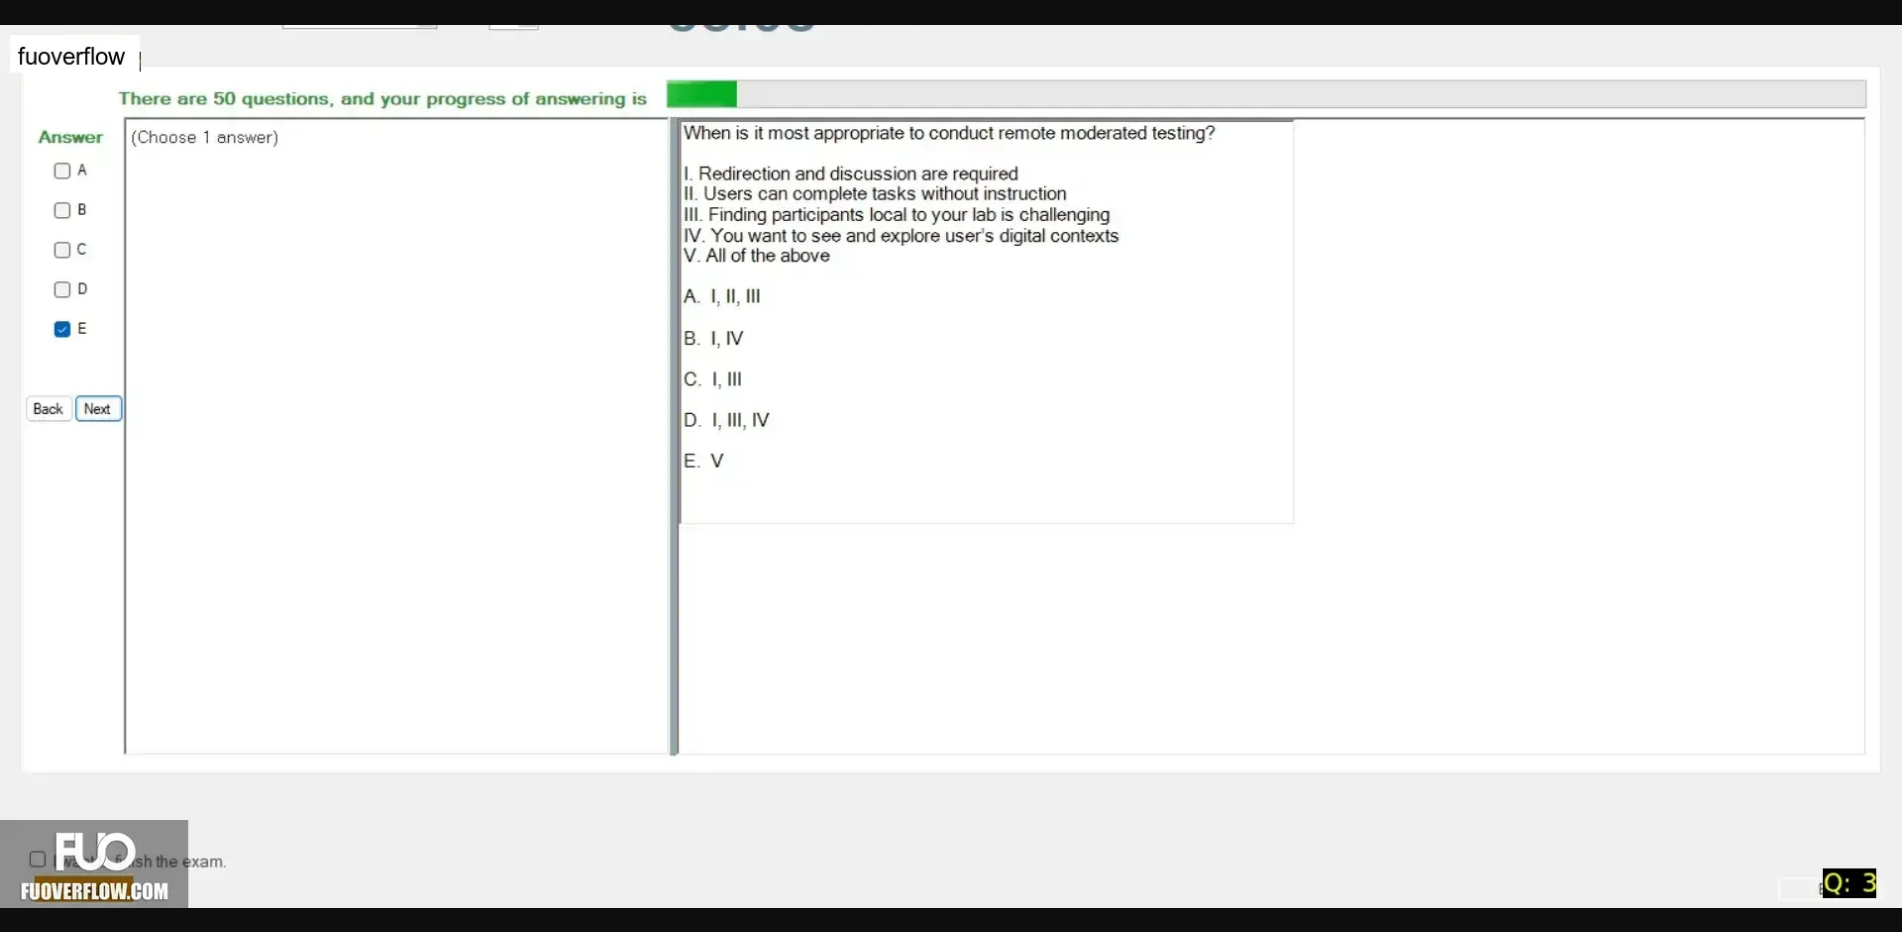 fuoverflow
There are 50 questions, and your progress of answering is
Answer
(Choose 1 answer)
A
B
C
D
E
Back Next
When is it most appropriate to conduct remote moderated testing?
I. Redirection and discussion are required
II. Users can complete tasks without instruction
III. Finding participants local to your lab is challenging
IV. You want to see and explore user's digital contexts
V. All of the above
A. I, II, III
B. I, IV
C. I, III
D. I, III, IV
E. V
FUO
the exam.
FUOVERFLOW.COM
Q: 3